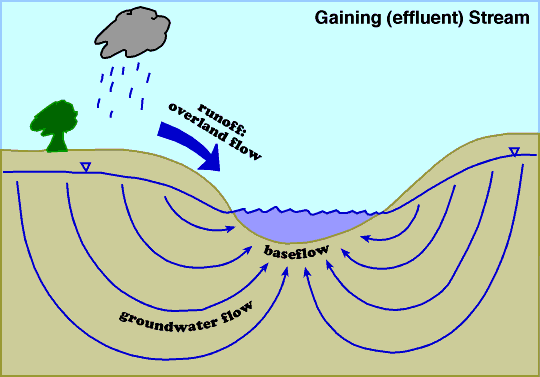 Gaining (effluent) Stream
runoff:
overland flow
baseflow
groundwater flow